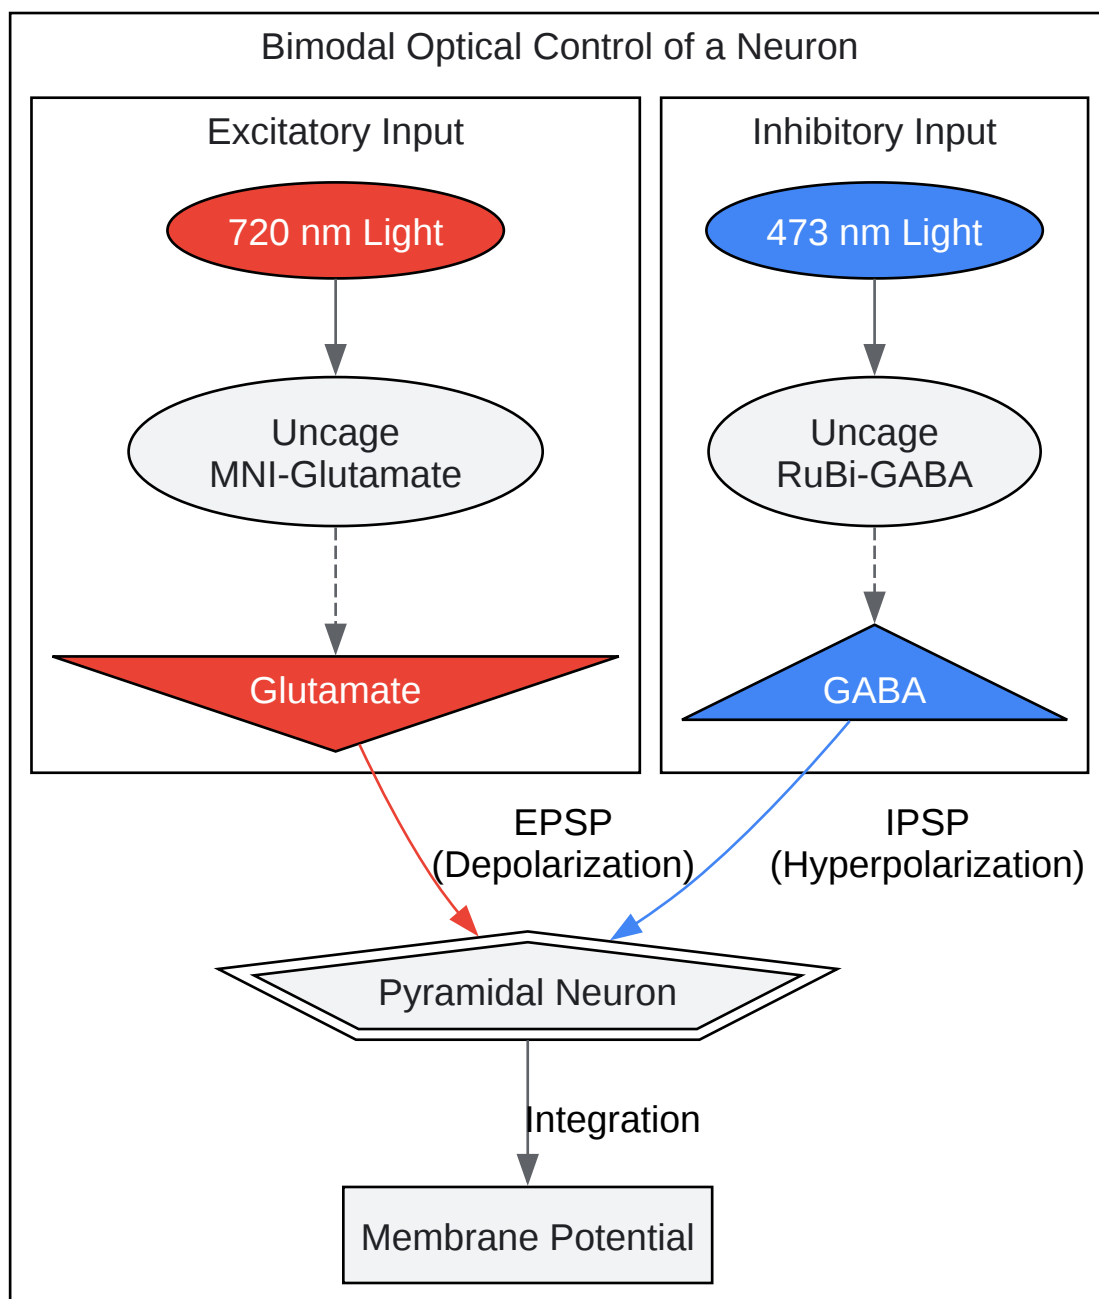 Bimodal Optical Control of a Neuron
Excitatory Input
Inhibitory Input
720 nm Light
473 nm Light
Uncage
MNI-Glutamate
Uncage
RuBi-GABA
Glutamate
GABA
EPSP
(Depolarization)
IPSP
(Hyperpolarization)
Pyramidal Neuron
Integration
Membrane Potential